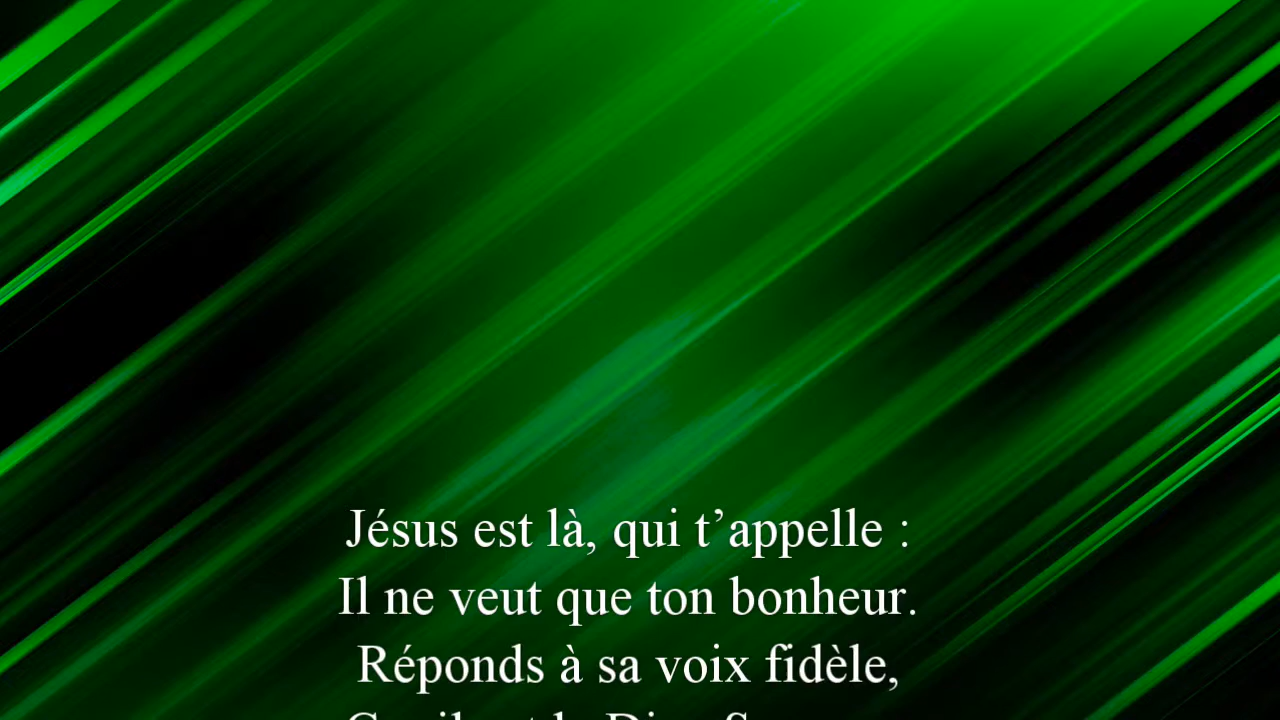 Jésus est là, qui t’appelle :
Il ne veut que ton bonheur.
Réponds à sa voix fidèle,